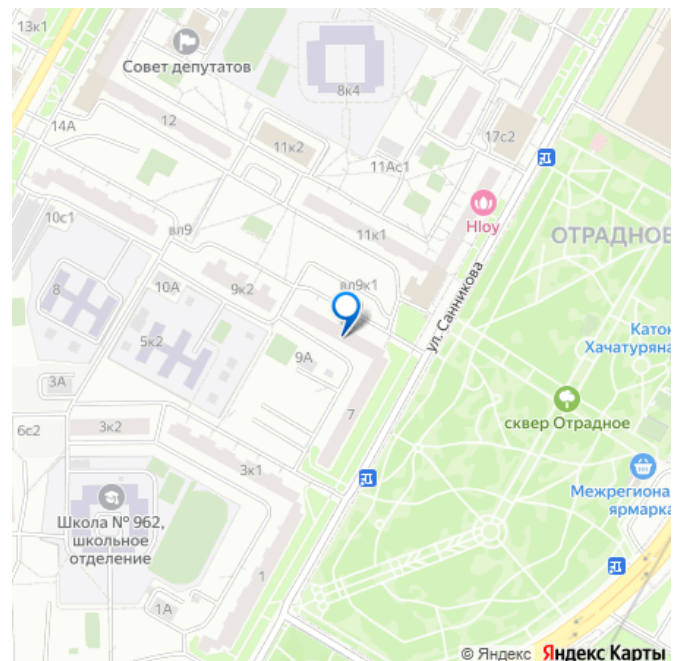 13к1
Совет депутатов
8к4
14А
12
11к2
17с2
11Ас1
10с1
вл9
11к1
Hloy
ОТРАДНОЕ
8
10А
9к2
вл9к1
ул. Санникова
Каток
Хачатуряна
5к2
3А
9А
6с2
3к2
7
сквер Отрадное
3к1
Межрегиона
ярмарка
Школа № 962,
школьное
отделение
1
1А
© Яндекс Яндекс Карты